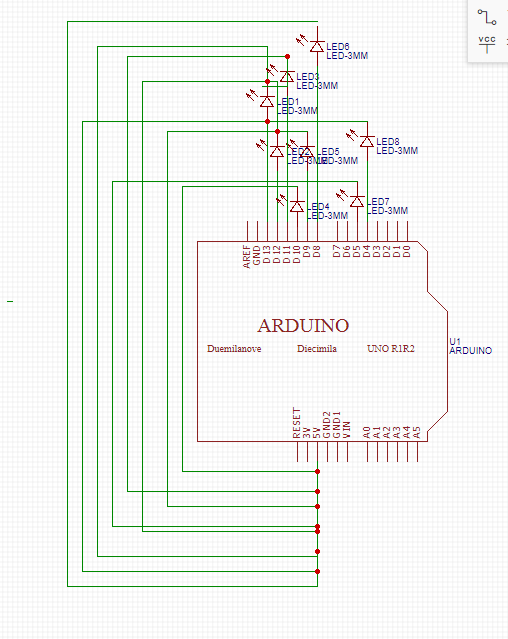 VCC
LED6
LED-3MM
LED3
LED-3MM
LED1
LED-3MM
LED8
LED-3MM
LED2
LED5
LED-3MM
LED-3MM
LED4
LED-3MM
LED7
LED-3MM
AREF
GND
D13
D12
D11
D10
D9
D8
D7
D6
D5
D4
D3
D2
D1
D0
ARDUINO
Duemilanove
Diecimila
UNO R1R2
U1
ARDUINO
RESET
3V
5V
GND2
GND1
VIN
A0
A1
A2
A3
A4
A5